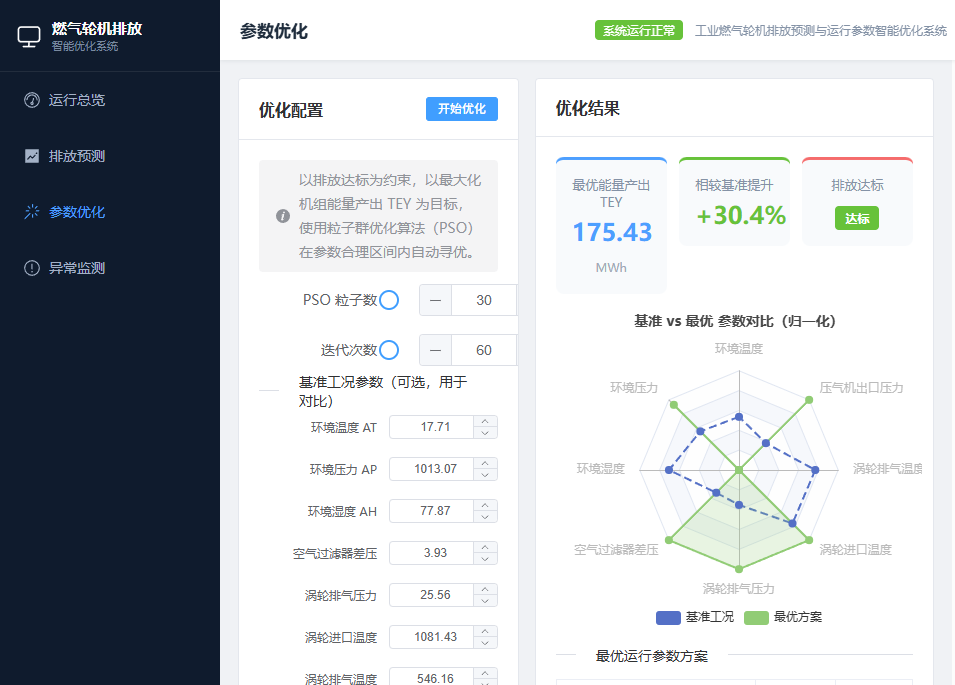 燃气轮机排放
智能优化系统
运行总览
排放预测
参数优化
异常监测
参数优化
系统运行正常
工业燃气轮机排放预测与运行参数智能优化系统
优化配置
开始优化
以排放达标为约束，以最大化
机组能量产出 TEY 为目标，
使用粒子群优化算法（PSO）
在参数合理区间内自动寻优。
PSO 粒子数
30
迭代次数
60
基准工况参数（可选，用于
对比）
环境温度 AT
17.71
环境压力 AP
1013.07
环境湿度 AH
77.87
空气过滤器差压
3.93
涡轮排气压力
25.56
涡轮进口温度
1081.43
涡轮排气温度
546.16
优化结果
最优能量产出
TEY
175.43
MWh
相较基准提升
+30.4%
排放达标
达标
基准 vs 最优 参数对比（归一化）
环境温度
环境压力
压气机出口压力
环境湿度
涡轮排气温度
空气过滤器差压
涡轮进口温度
涡轮排气压力
基准工况
最优方案
最优运行参数方案